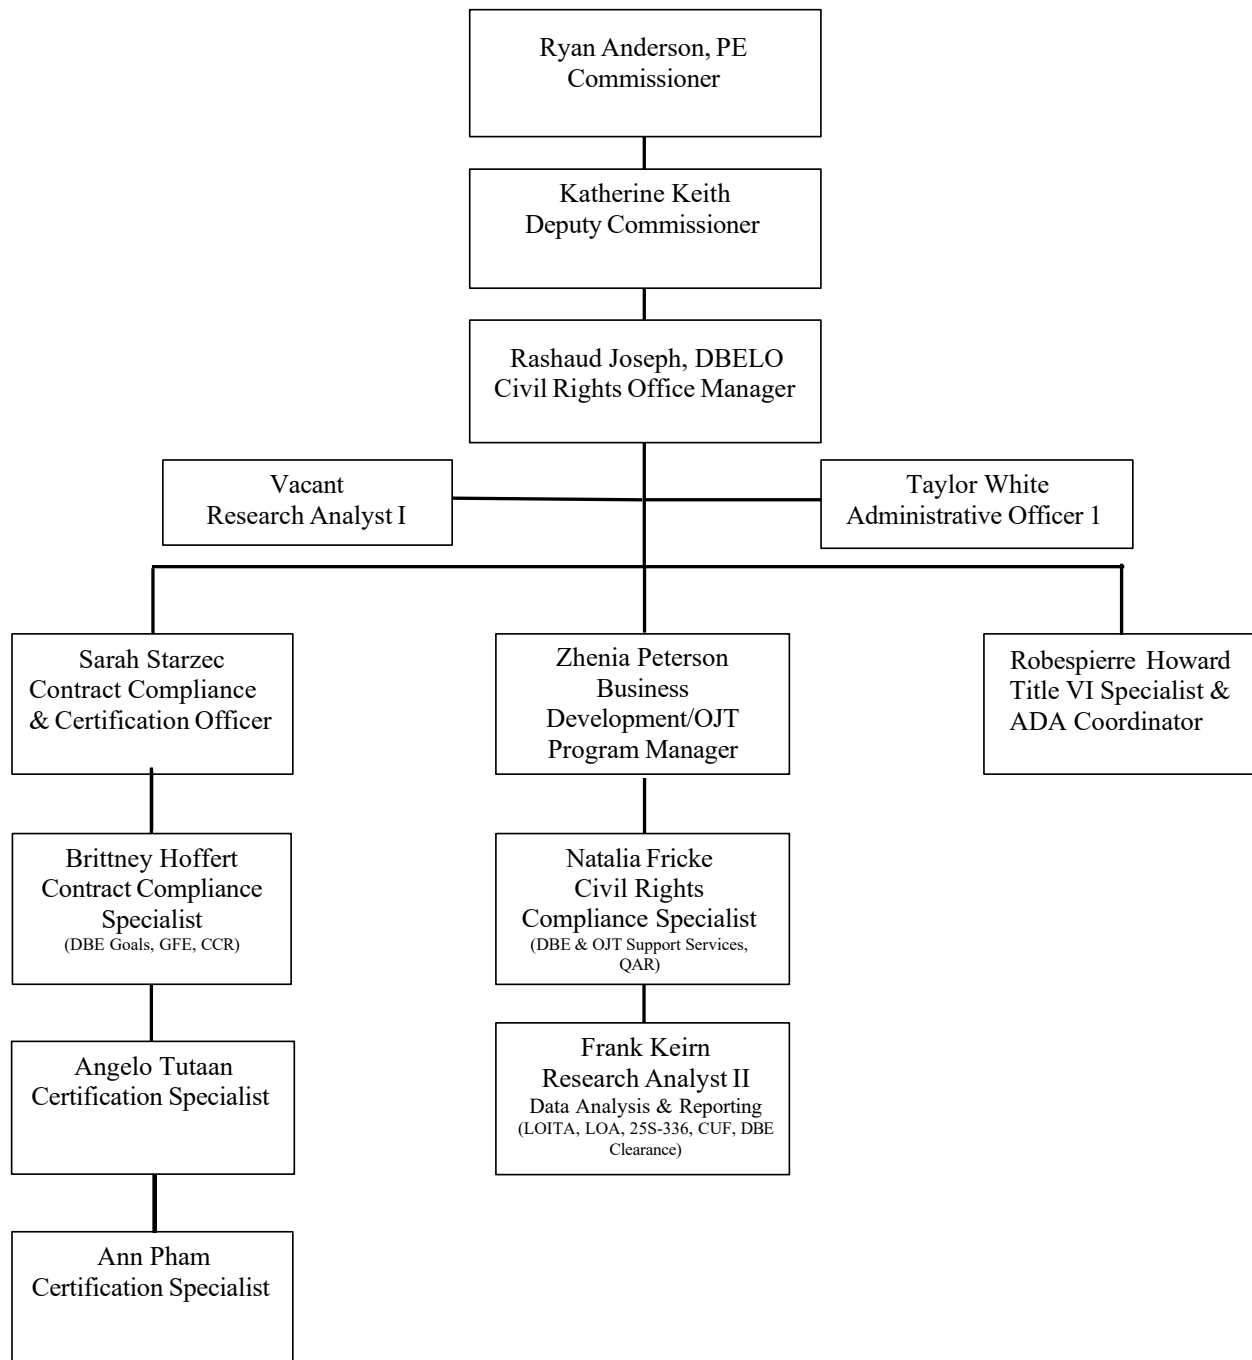 Ryan Anderson, PE
Commissioner
Katherine Keith
Deputy Commissioner
Rashaud Joseph, DBELO
Civil Rights Office Manager
Vacant
Research Analyst I
Taylor White
Administrative Officer 1
Sarah Starzec
Contract Compliance
& Certification Officer
Zhenia Peterson
Business
Development/OJT
Program Manager
Robespierre Howard
Title VI Specialist &
ADA Coordinator
Brittney Hoffert
Contract Compliance
Specialist
(DBE Goals, GFE, CCR)
Natalia Fricke
Civil Rights
Compliance Specialist
(DBE & OJT Support Services,
QAR)
Angelo Tutaan
Certification Specialist
Frank Keirn
Research Analyst II
Data Analysis & Reporting
(LOITA, LOA, 25S-336, CUF, DBE
Clearance)
Ann Pham
Certification Specialist